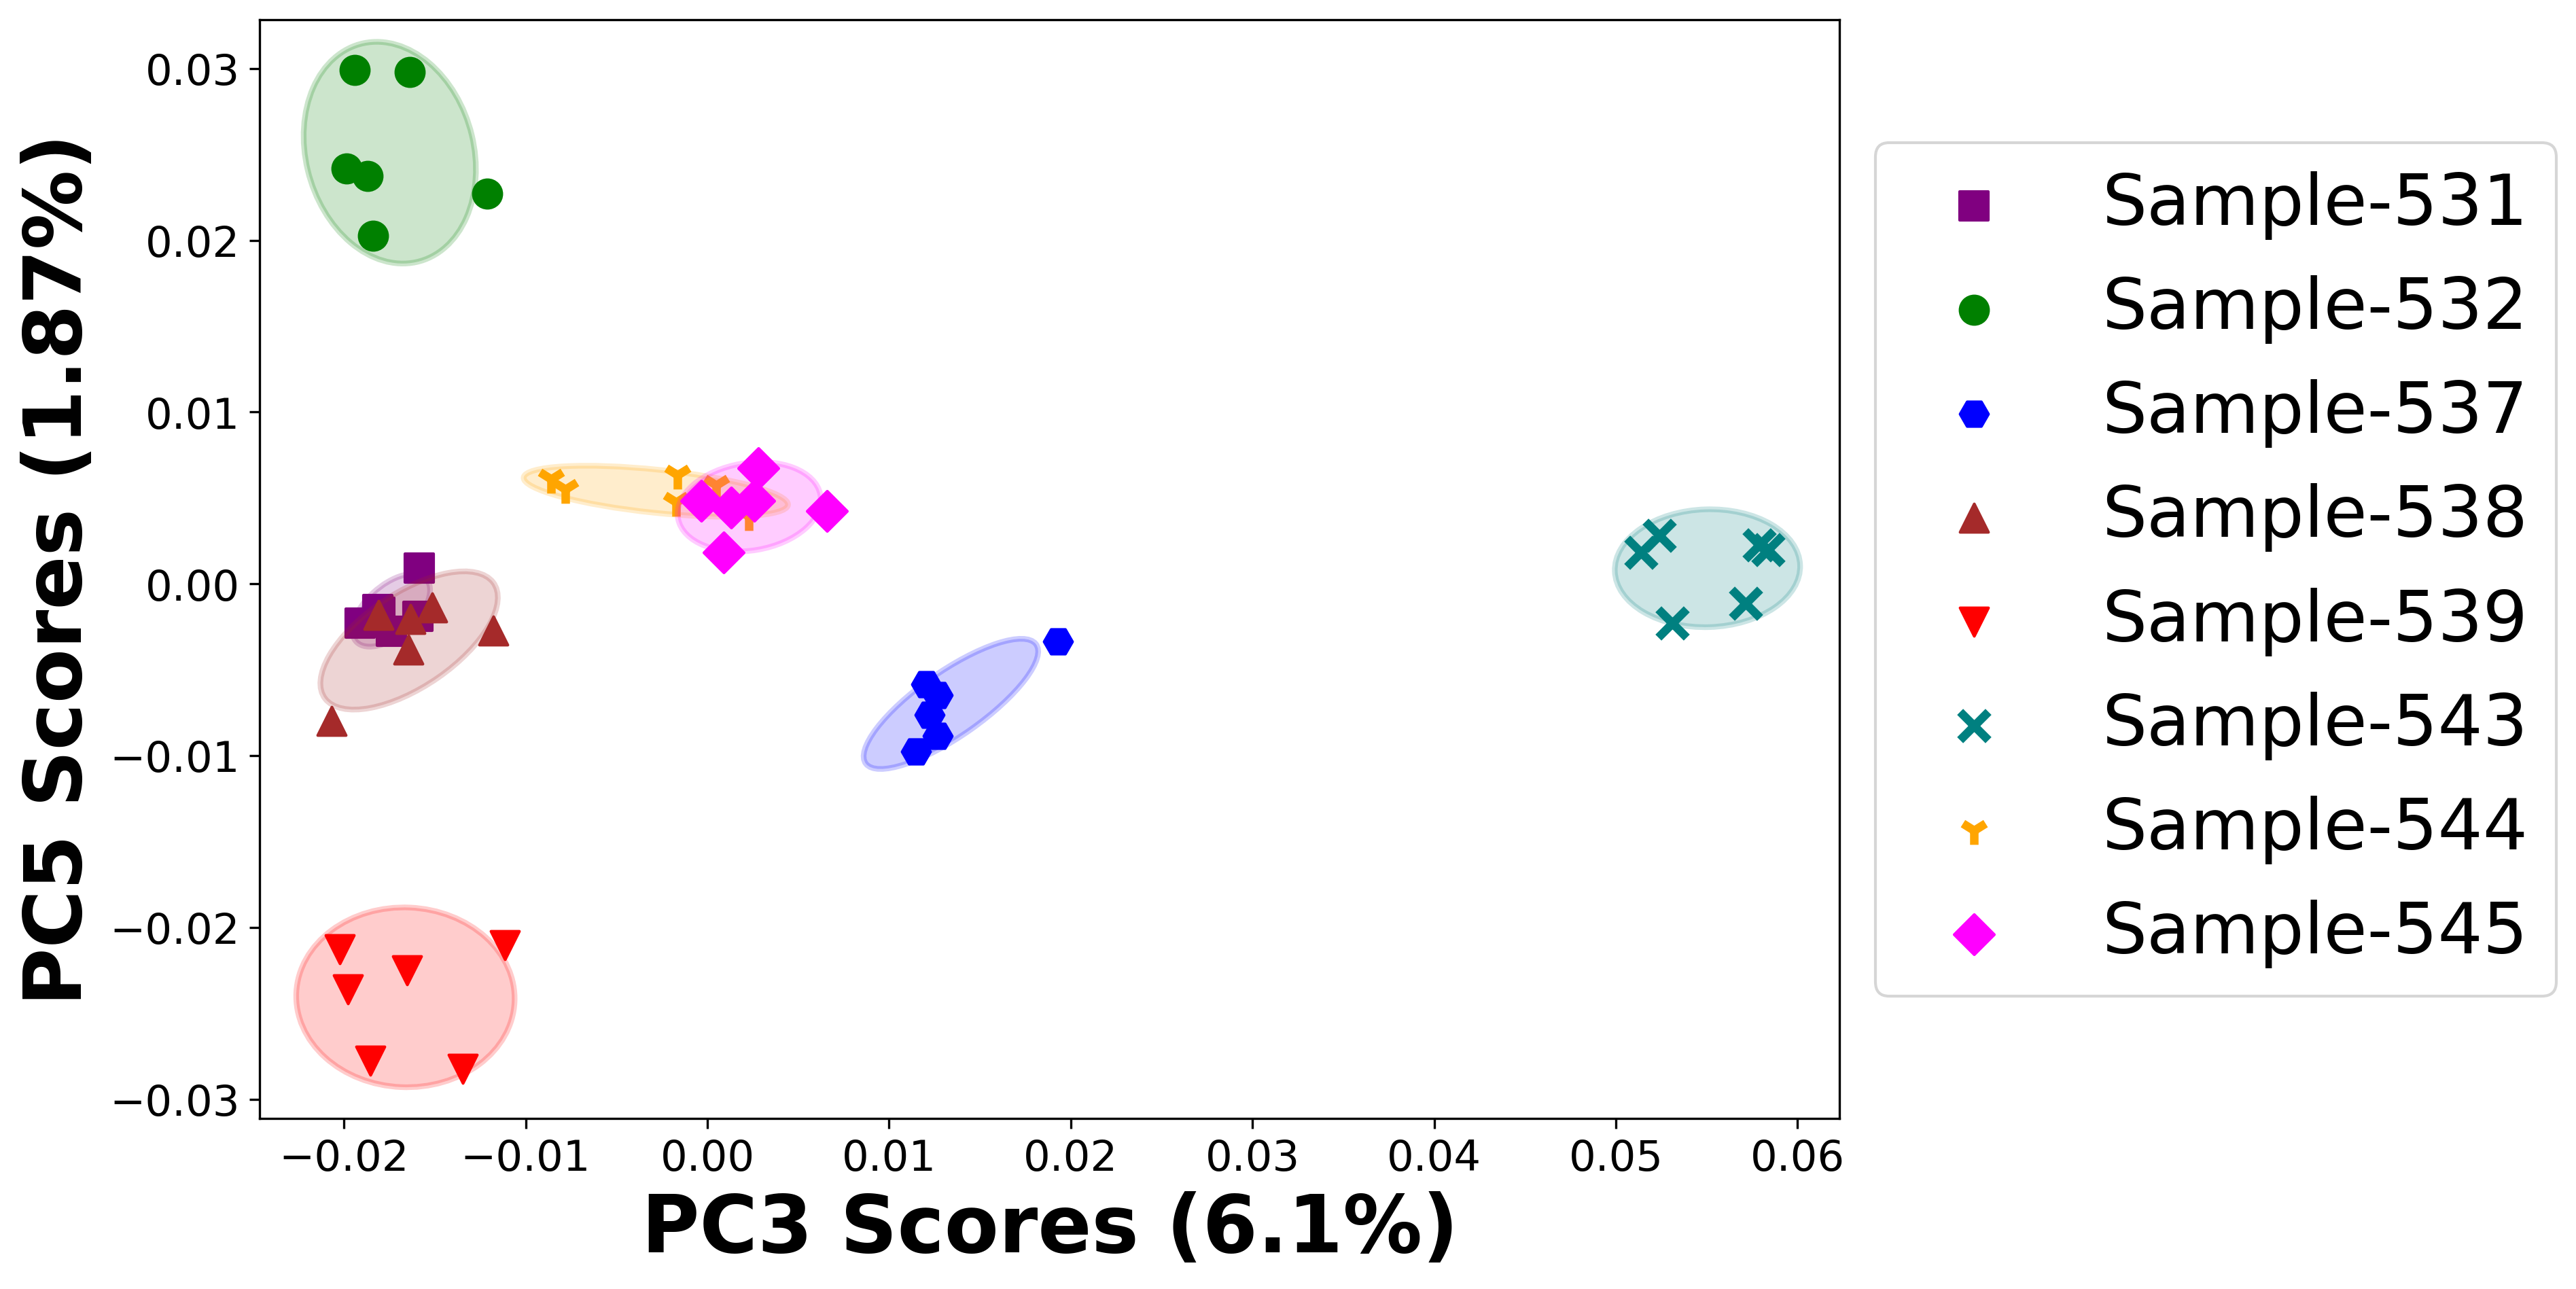 PC5 Scores (1.87%)
0.03
0.02
0.01
0.00
−0.01
−0.02
−0.03
−0.02 −0.01 0.00 0.01 0.02 0.03 0.04 0.05 0.06
PC3 Scores (6.1%)
Sample-531
Sample-532
Sample-537
Sample-538
Sample-539
Sample-543
Sample-544
Sample-545